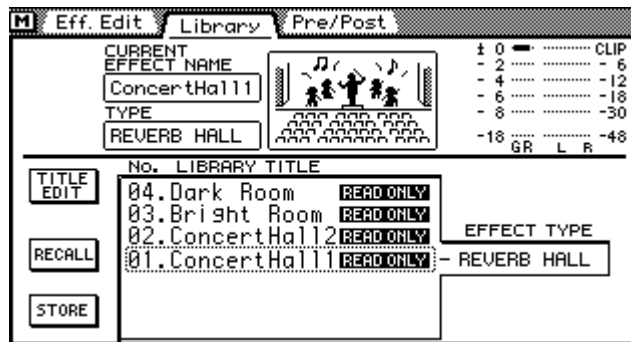 M Eff. Edit Library Pre/Post
CURRENT
EFFECT NAME
ConcertHall1
TYPE
REVERB HALL
± 0 CLIP
- 2 - 6
- 4 -12
- 6 -18
- 8 -30
-18 GR L R -48
No. LIBRARY TITLE
TITLE
EDIT
04.Dark Room READ ONLY
03.Bright Room READ ONLY
02.ConcertHall2 READ ONLY
01.ConcertHall1 READ ONLY
EFFECT TYPE
- REVERB HALL
RECALL
STORE